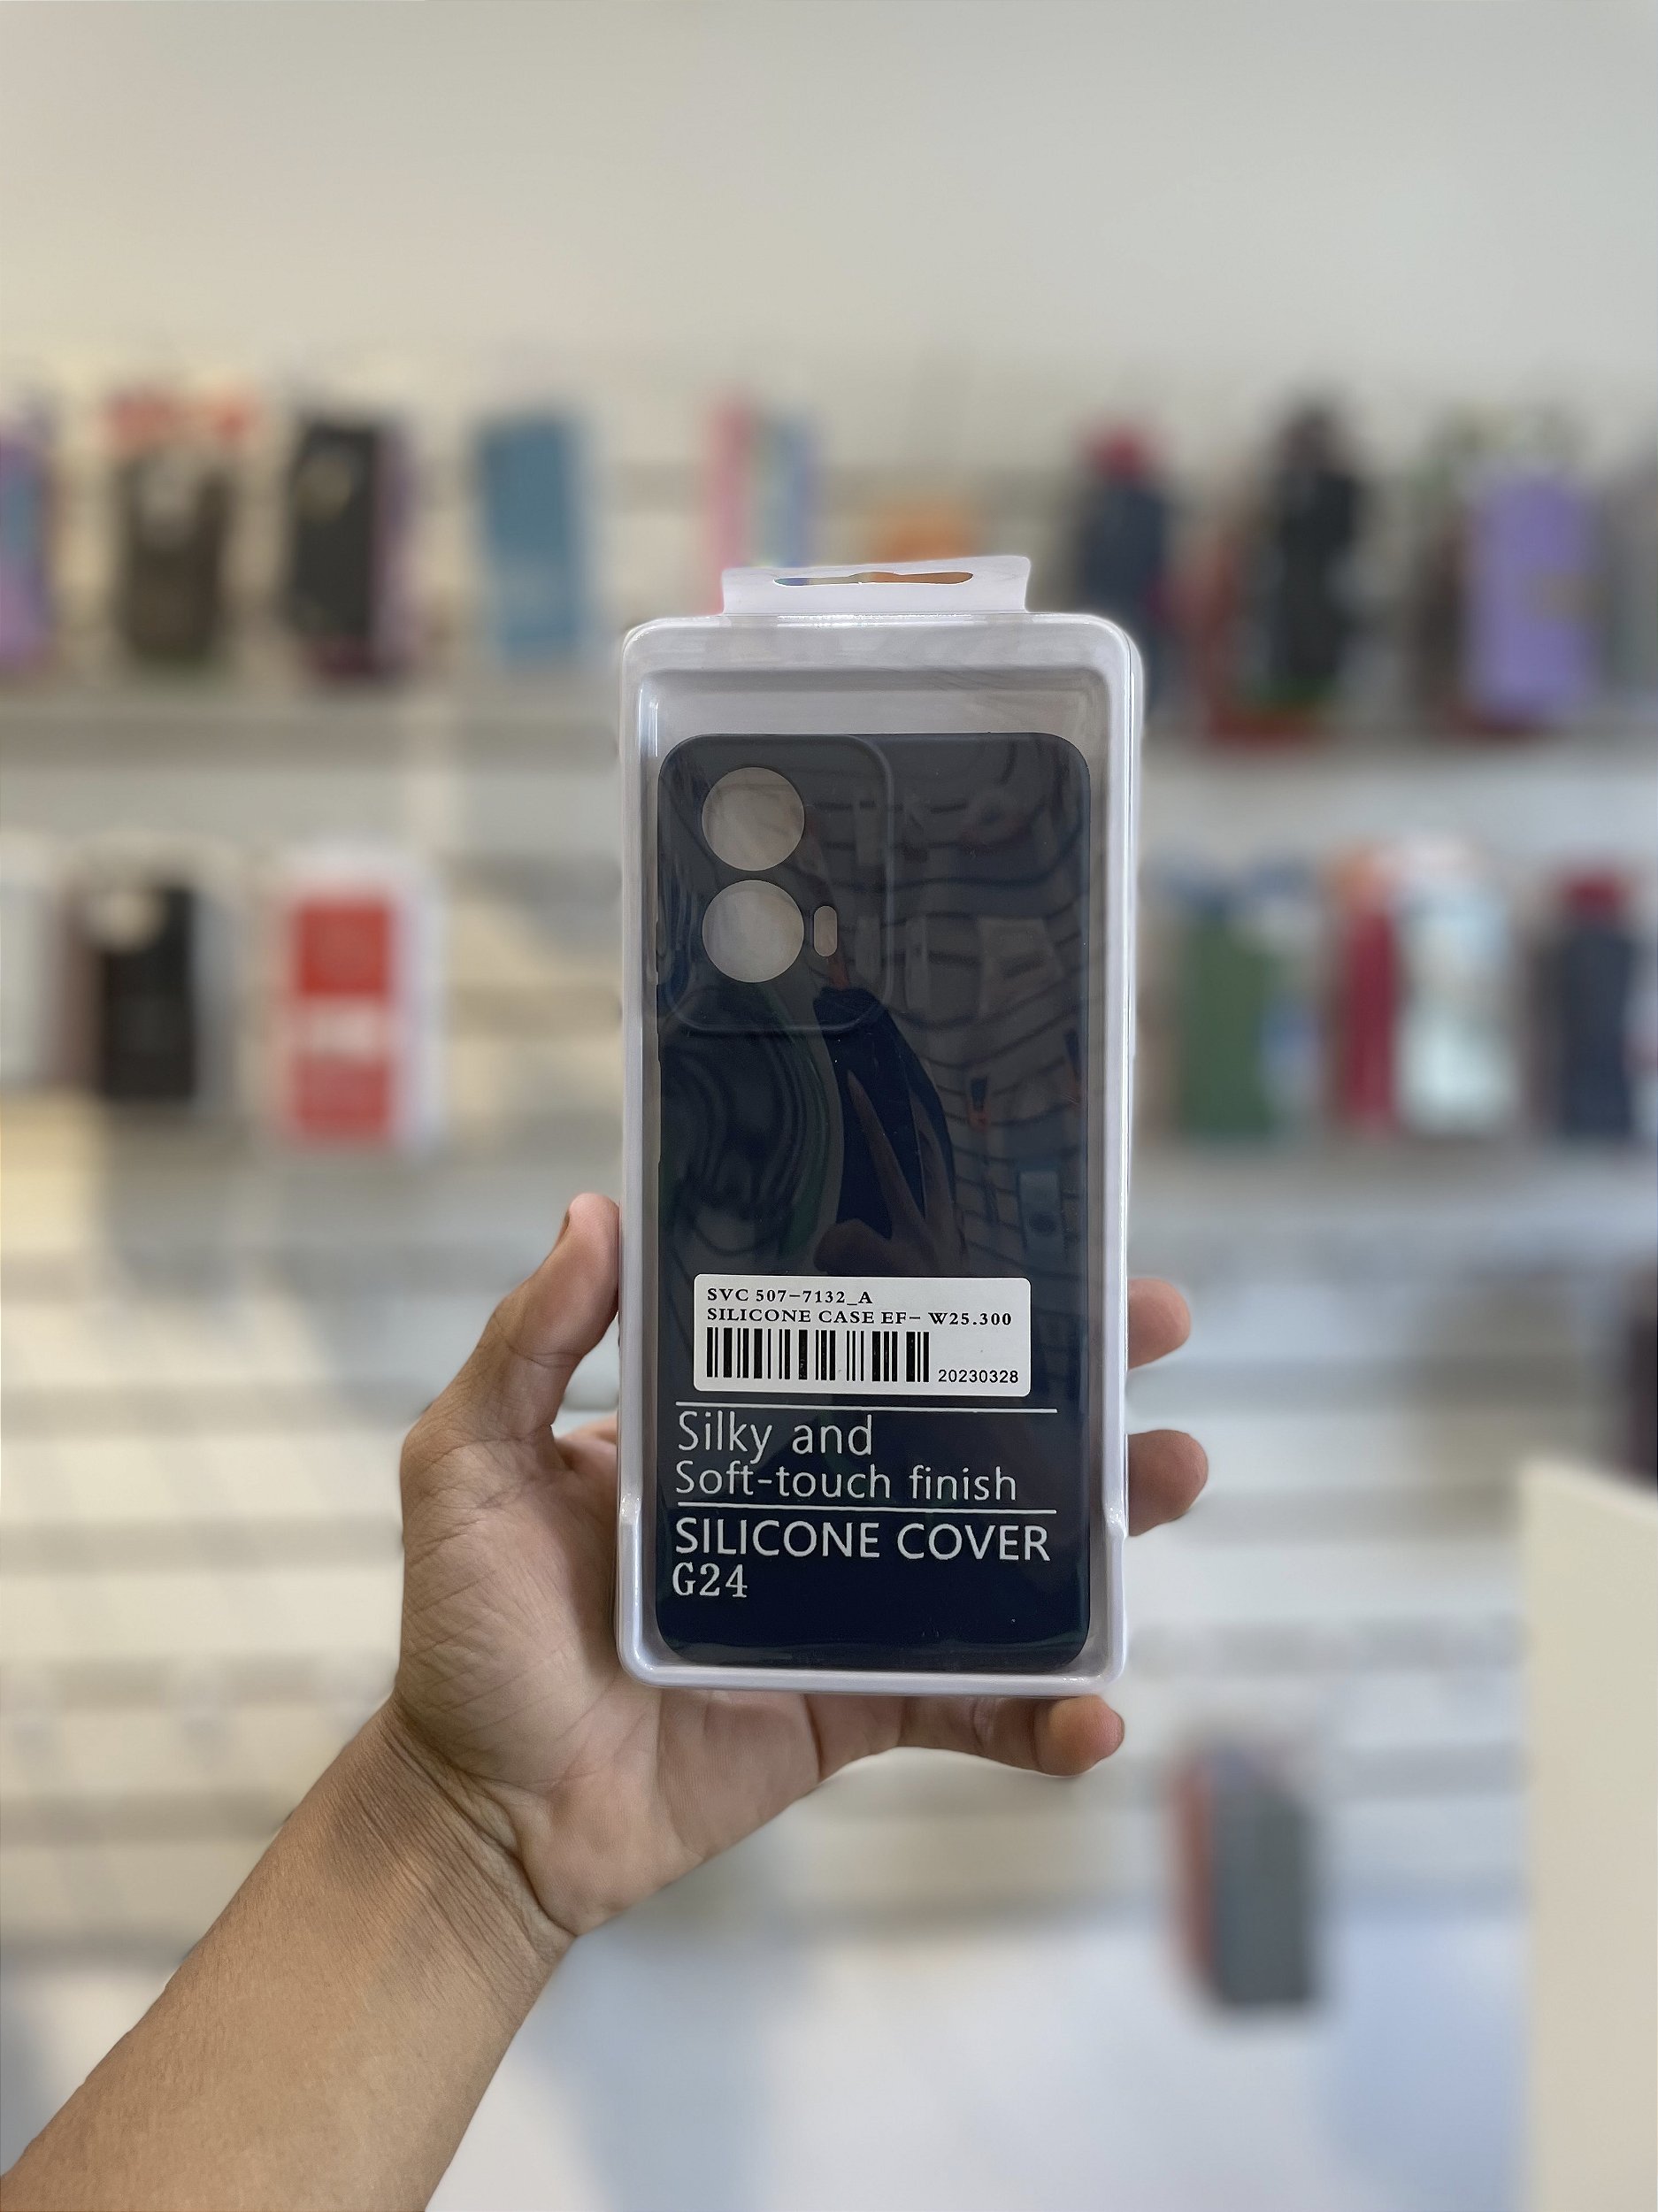 SVC 507-7132_A
SILICONE CASE EF- W25.300
20230328
Silky and
Soft-touch finish
SILICONE COVER
G24